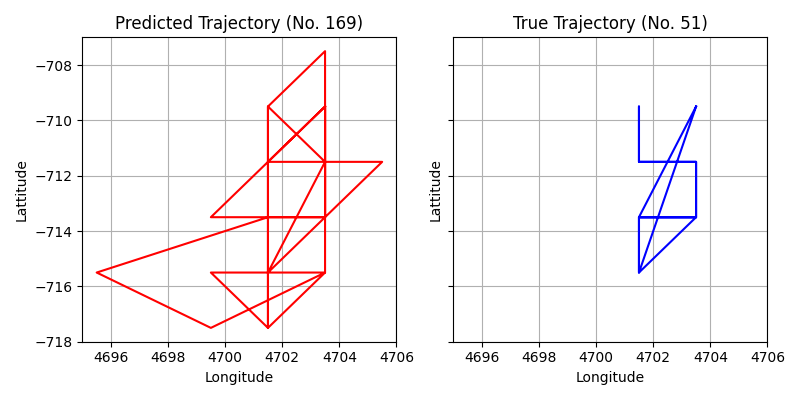 Predicted Trajectory (No. 169)
True Trajectory (No. 51)
−708
−710
−712
−714
−716
−718
Lattitude
Lattitude
4696 4698 4700 4702 4704 4706
4696 4698 4700 4702 4704 4706
Longitude
Longitude